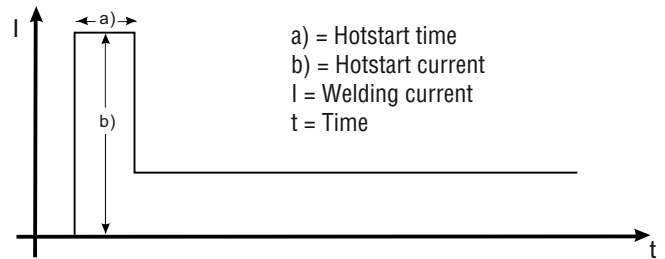 I
a)
b)
a) = Hotstart time
b) = Hotstart current
I = Welding current
t = Time
t